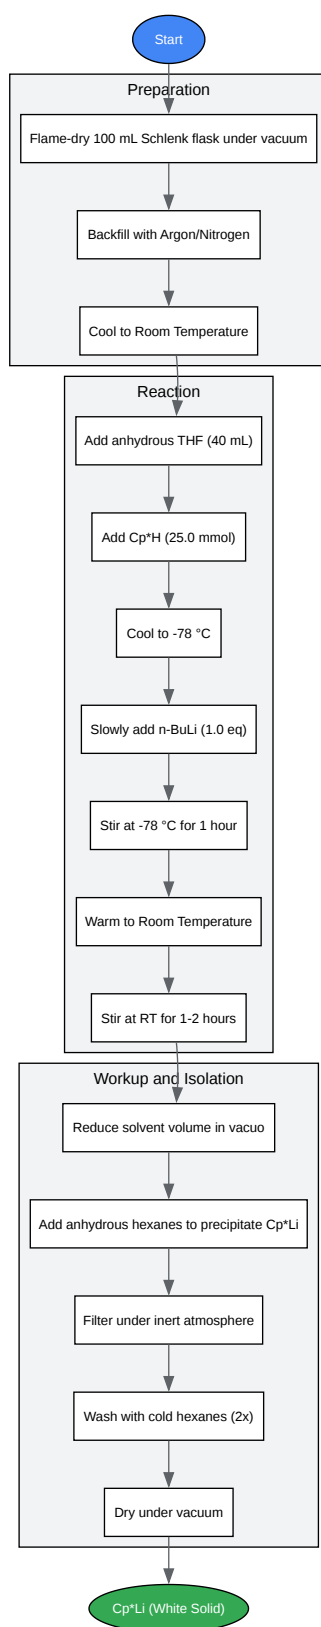 Start
Preparation
Flame-dry 100 mL Schlenk flask under vacuum
Backfill with Argon/Nitrogen
Cool to Room Temperature
Reaction
Add anhydrous THF (40 mL)
Add Cp*H (25.0 mmol)
Cool to -78 °C
Slowly add n-BuLi (1.0 eq)
Stir at -78 °C for 1 hour
Warm to Room Temperature
Stir at RT for 1-2 hours
Workup and Isolation
Reduce solvent volume in vacuo
Add anhydrous hexanes to precipitate Cp*Li
Filter under inert atmosphere
Wash with cold hexanes (2x)
Dry under vacuum
Cp*Li (White Solid)